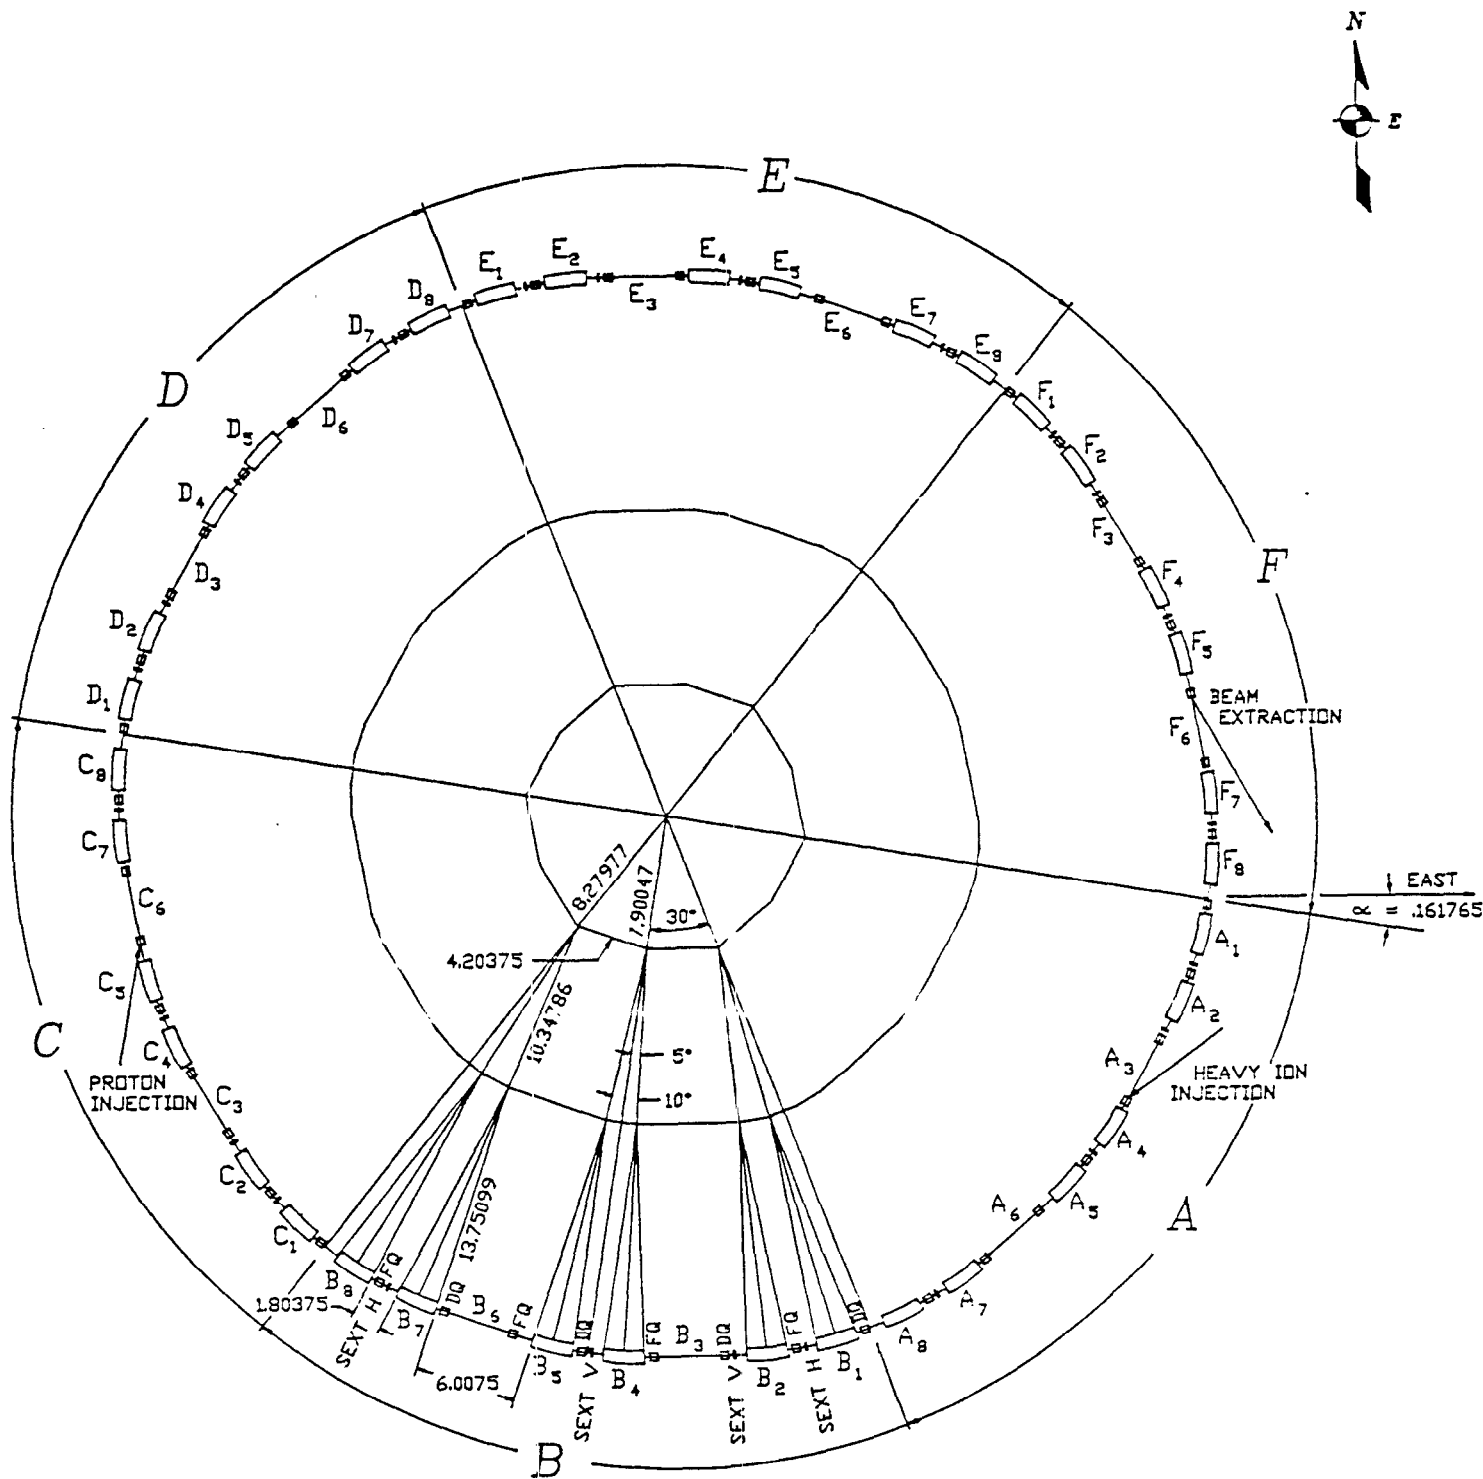 N
E
E
E₁
E₂
E₃
E₄
E₅
E₆
E₇
E₈
D
D₈
D₇
D₆
D₅
D₄
D₃
D₂
D₁
F
F₁
F₂
F₃
F₄
F₅
F₆
F₇
F₈
BEAM
EXTRACTION
EAST
α = .161765
C
C₈
C₇
C₆
C₅
C₄
C₃
C₂
C₁
PROTON
INJECTION
8.27977
7.90047
30°
4.20375
10.34786
5°
10°
13.75099
A
A₁
A₂
A₃
A₄
A₅
A₆
A₇
A₈
HEAVY ION
INJECTION
B₈
FQ
1.80375
SEXT H
B₇
DQ
B₆
FQ
6.0075
B₅
DQ
SEXT V
B₄
FQ
B₃
DQ
SEXT V
B₂
FQ
SEXT H
B₁
DQ
B